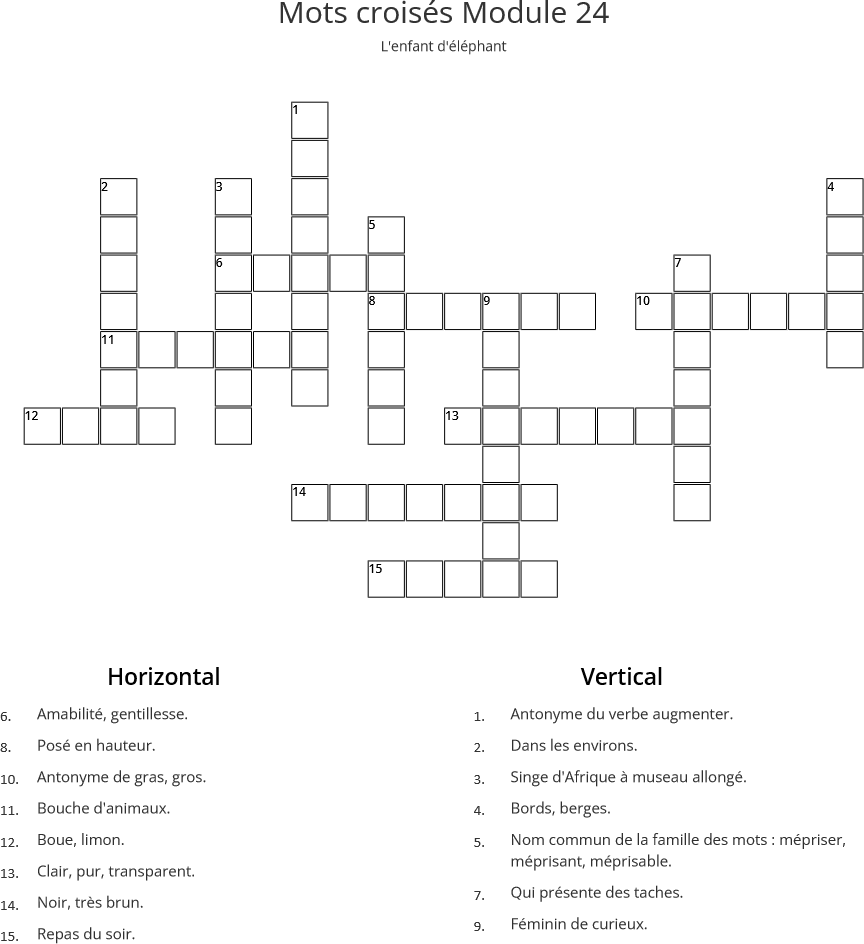 Mots croisés Module 24
L'enfant d'éléphant
1
2 3 4
5
6 7
8 9 10
11
12 13
14
15
Horizontal
6. Amabilité, gentillesse.
8. Posé en hauteur.
10. Antonyme de gras, gros.
11. Bouche d'animaux.
12. Boue, limon.
13. Clair, pur, transparent.
14. Noir, très brun.
15. Repas du soir.
Vertical
1. Antonyme du verbe augmenter.
2. Dans les environs.
3. Singe d'Afrique à museau allongé.
4. Bords, berges.
5. Nom commun de la famille des mots : mépriser,
méprisant, méprisable.
7. Qui présente des taches.
9. Féminin de curieux.